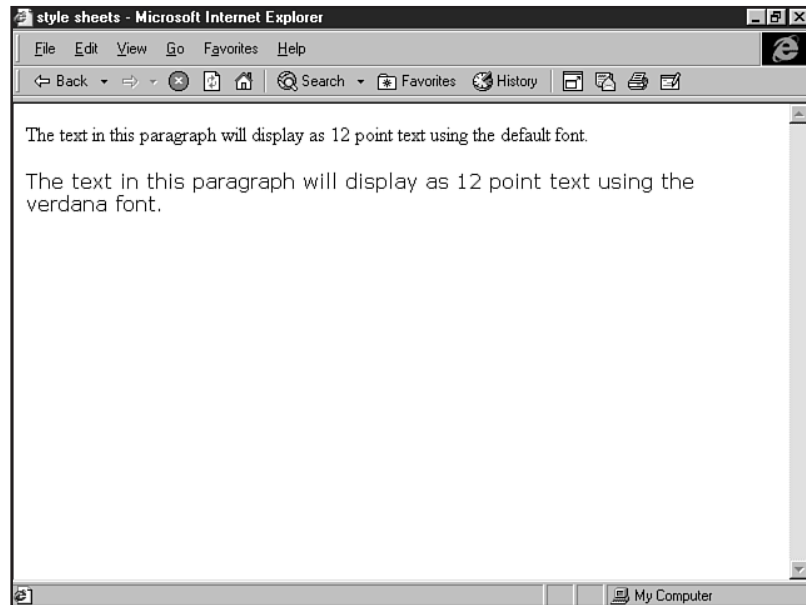 style sheets - Microsoft Internet Explorer
File Edit View Go Favorites Help
Back Search Favorites History
The text in this paragraph will display as 12 point text using the default font.
The text in this paragraph will display as 12 point text using the
verdana font.
My Computer